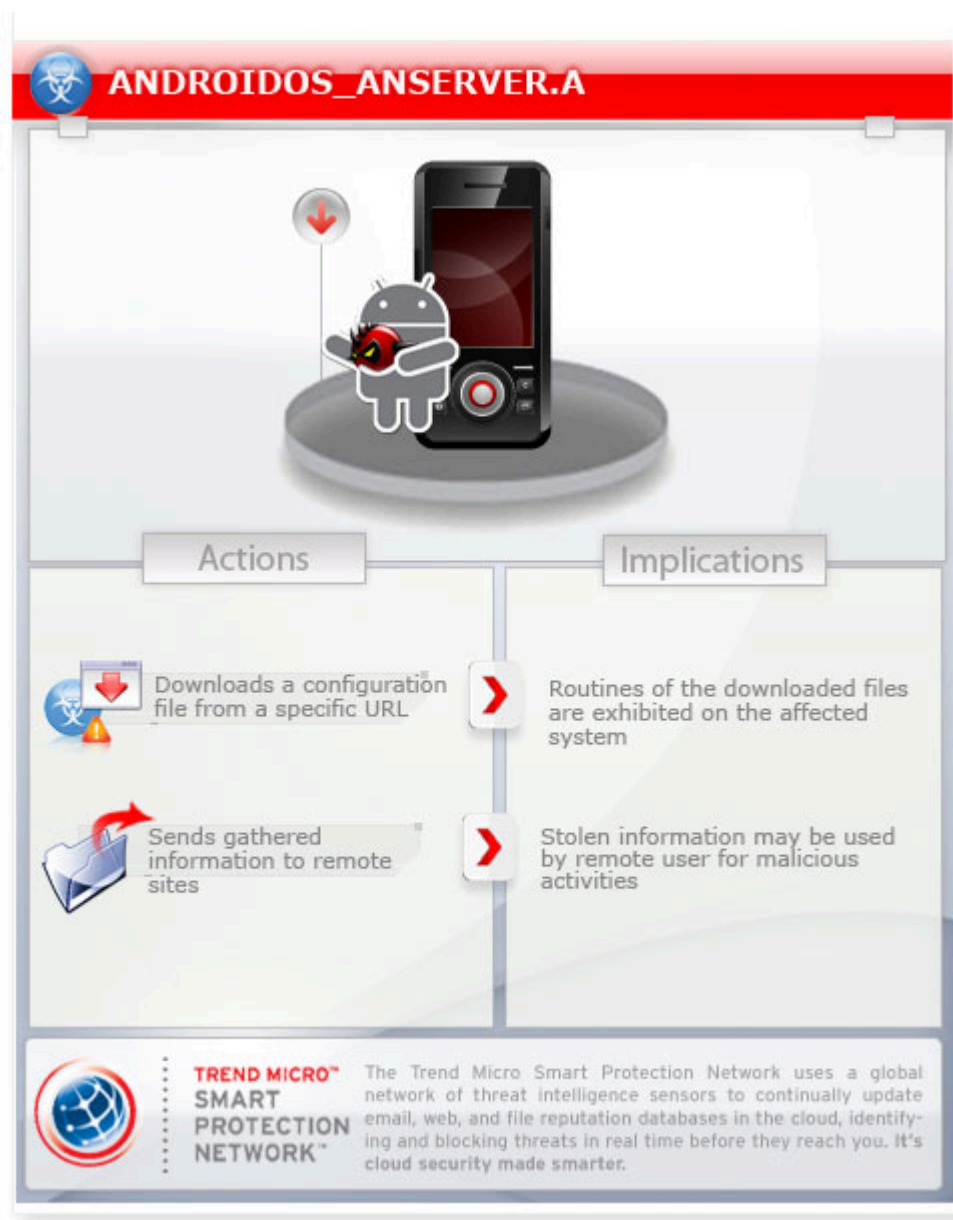 ANDROIDOS_ANSERVER.A
Actions
Downloads a configuration
file from a specific URL
Sends gathered
information to remote
sites
Implications
Routines of the downloaded files
are exhibited on the affected
system
Stolen information may be used
by remote user for malicious
activities
TREND MICRO™
SMART
PROTECTION
NETWORK™
The Trend Micro Smart Protection Network uses a global
network of threat intelligence sensors to continually update
email, web, and file reputation databases in the cloud, identify-
ing and blocking threats in real time before they reach you. It's
cloud security made smarter.